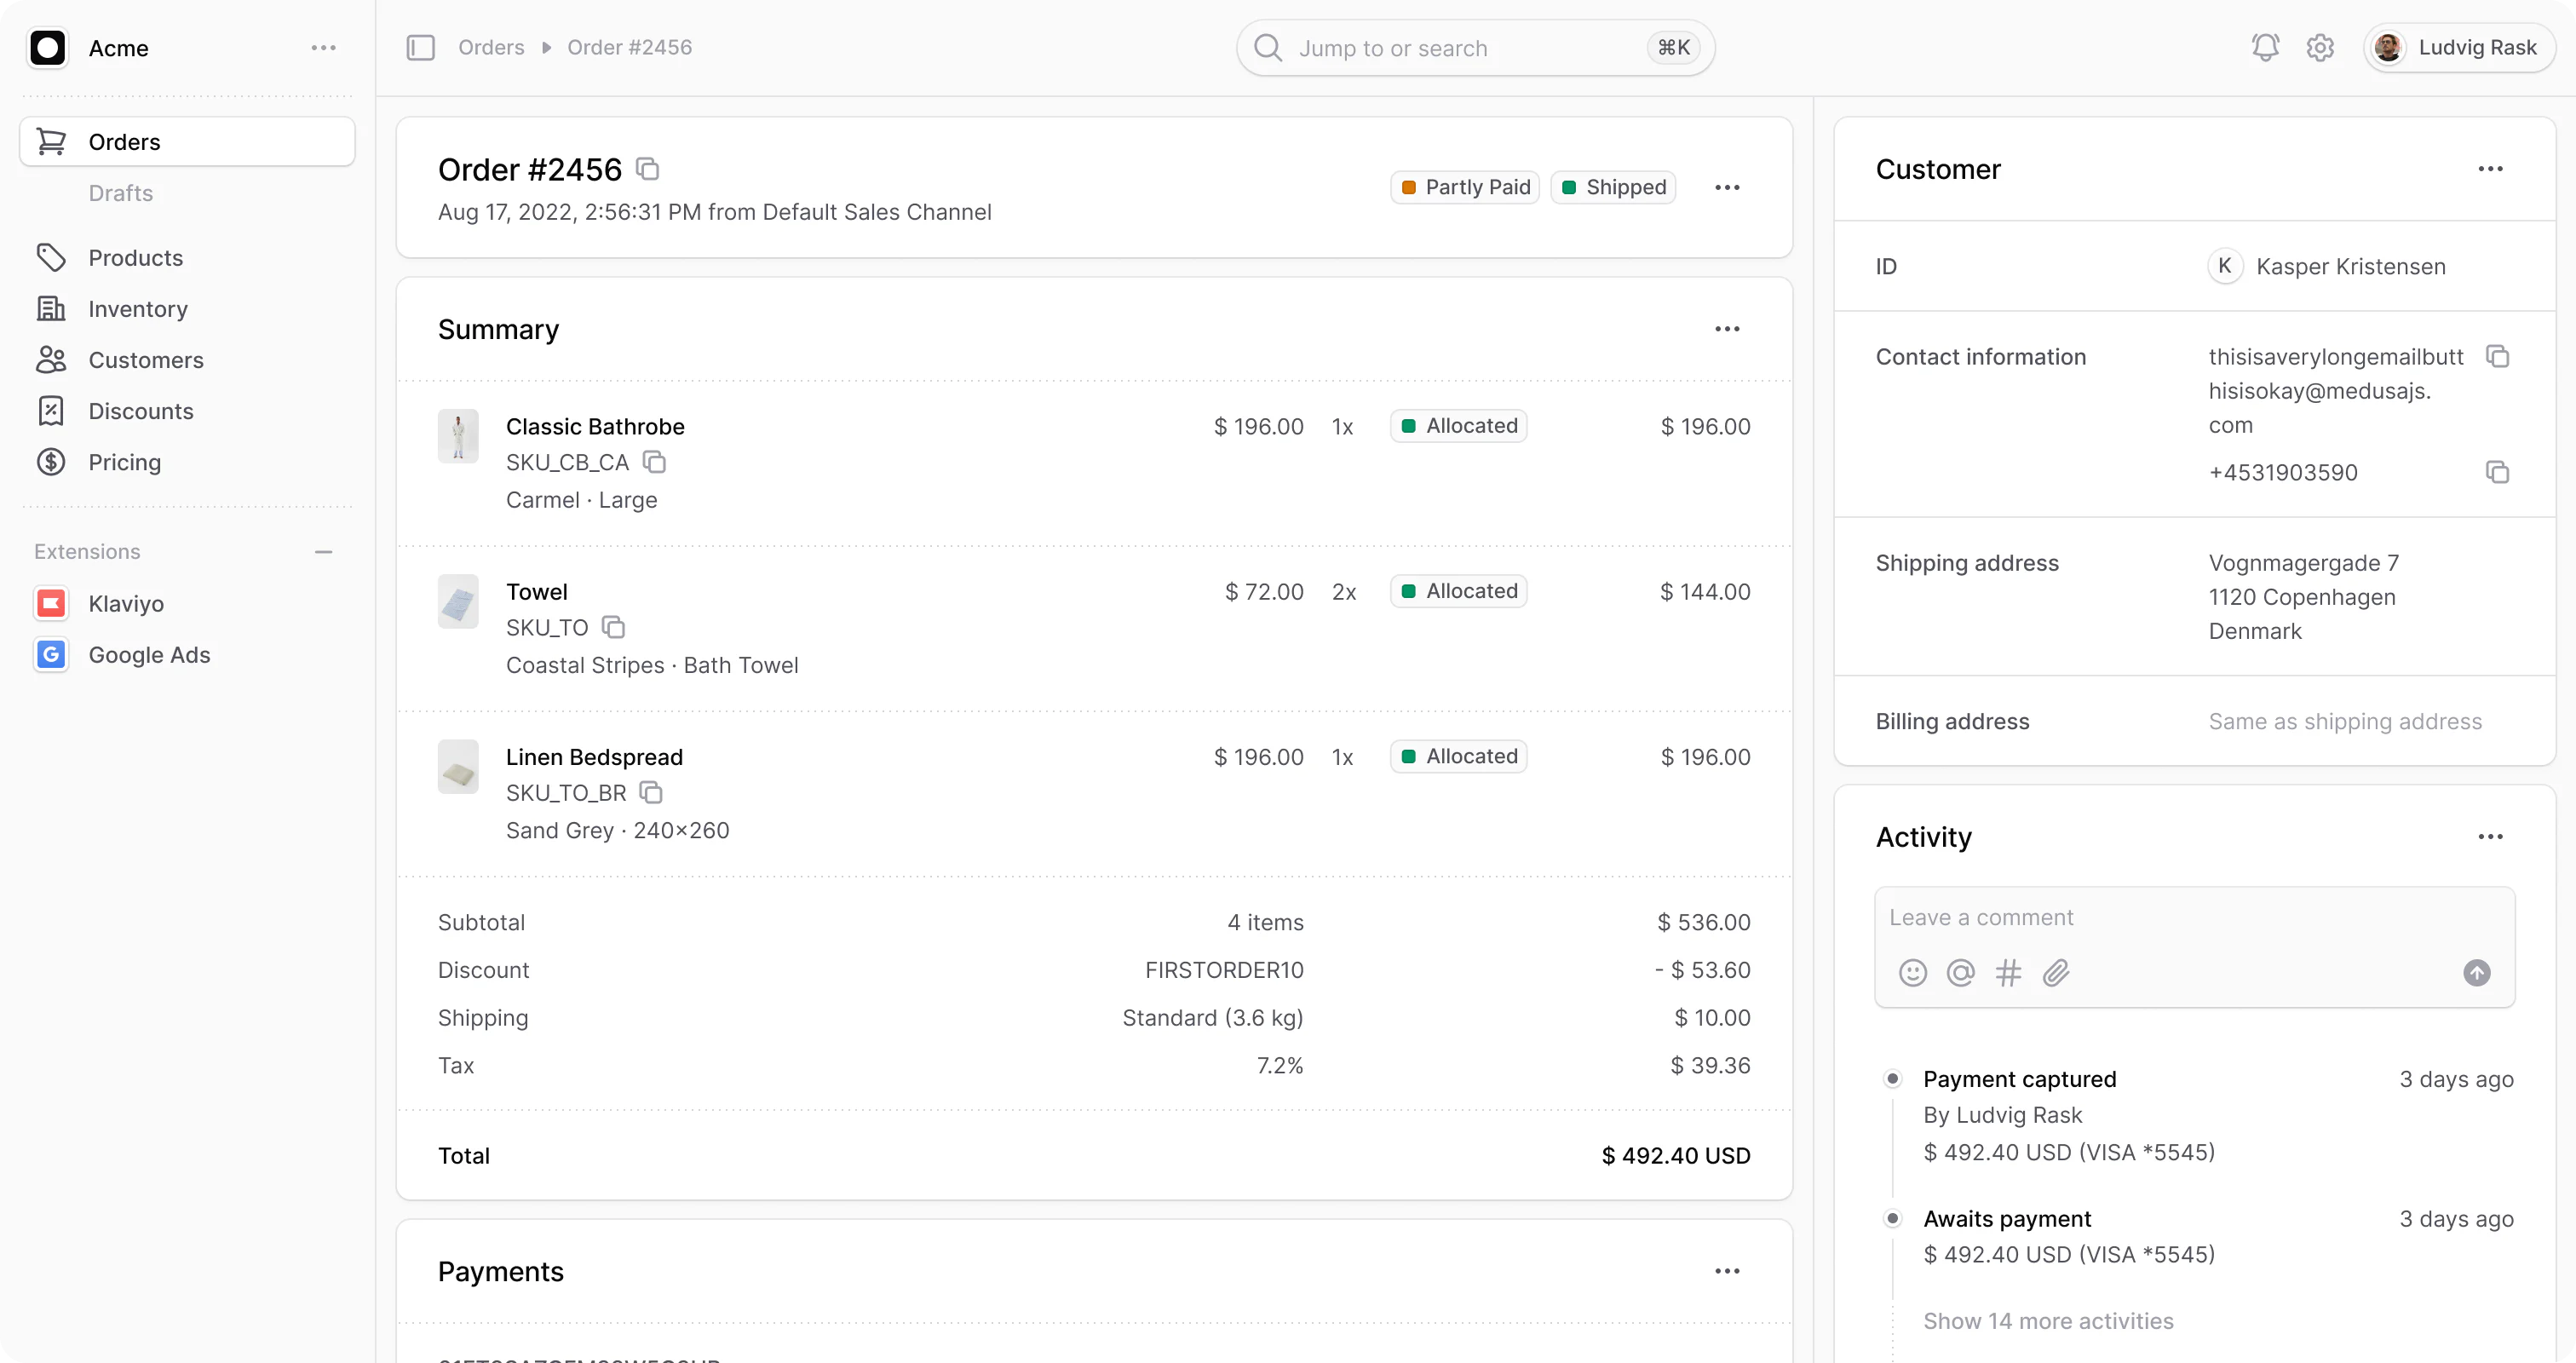 Acme
Orders
Drafts
Products
Inventory
Customers
Discounts
Pricing
Extensions
Klaviyo
G Google Ads
Orders Order #2456
Jump to or search ⌘K
Ludvig Rask
Order #2456
Aug 17, 2022, 2:56:31 PM from Default Sales Channel
Partly Paid Shipped
Summary
Classic Bathrobe $ 196.00 1x Allocated $ 196.00
SKU_CB_CA
Carmel · Large
Towel $ 72.00 2x Allocated $ 144.00
SKU_TO
Coastal Stripes · Bath Towel
Linen Bedspread $ 196.00 1x Allocated $ 196.00
SKU_TO_BR
Sand Grey · 240×260
Subtotal 4 items $ 536.00
Discount FIRSTORDER10 - $ 53.60
Shipping Standard (3.6 kg) $ 10.00
Tax 7.2% $ 39.36
Total $ 492.40 USD
Payments
Customer
ID K Kasper Kristensen
Contact information thisisaverylongemailbutt
hisisokay@medusajs.
com
+4531903590
Shipping address Vognmagergade 7
1120 Copenhagen
Denmark
Billing address Same as shipping address
Activity
Leave a comment
Payment captured 3 days ago
By Ludvig Rask
$ 492.40 USD (VISA *5545)
Awaits payment 3 days ago
$ 492.40 USD (VISA *5545)
Show 14 more activities